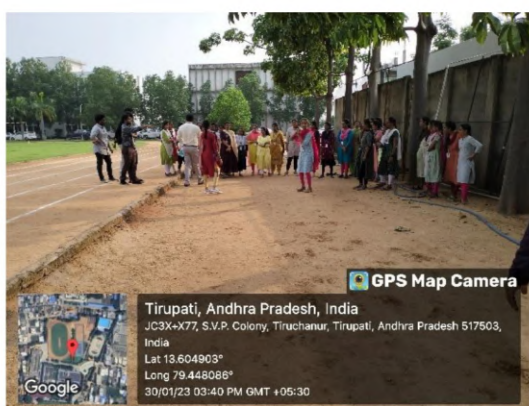 GPS Map Camera
Tirupati, Andhra Pradesh, India
JC3X+X77, S.V.P. Colony, Tiruchanur, Tirupati, Andhra Pradesh 517503,
India
Lat 13.604903°
Long 79.448086°
30/01/23 03:40 PM GMT +05:30
Google